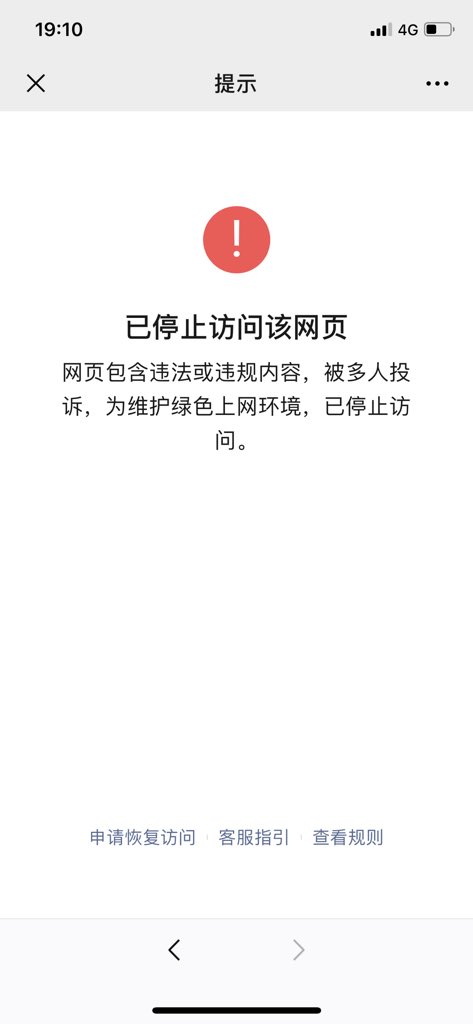 19:10
4G
提示
已停止访问该网页
网页包含违法或违规内容，被多人投
诉，为维护绿色上网环境，已停止访
问。
申请恢复访问 客服指引 查看规则